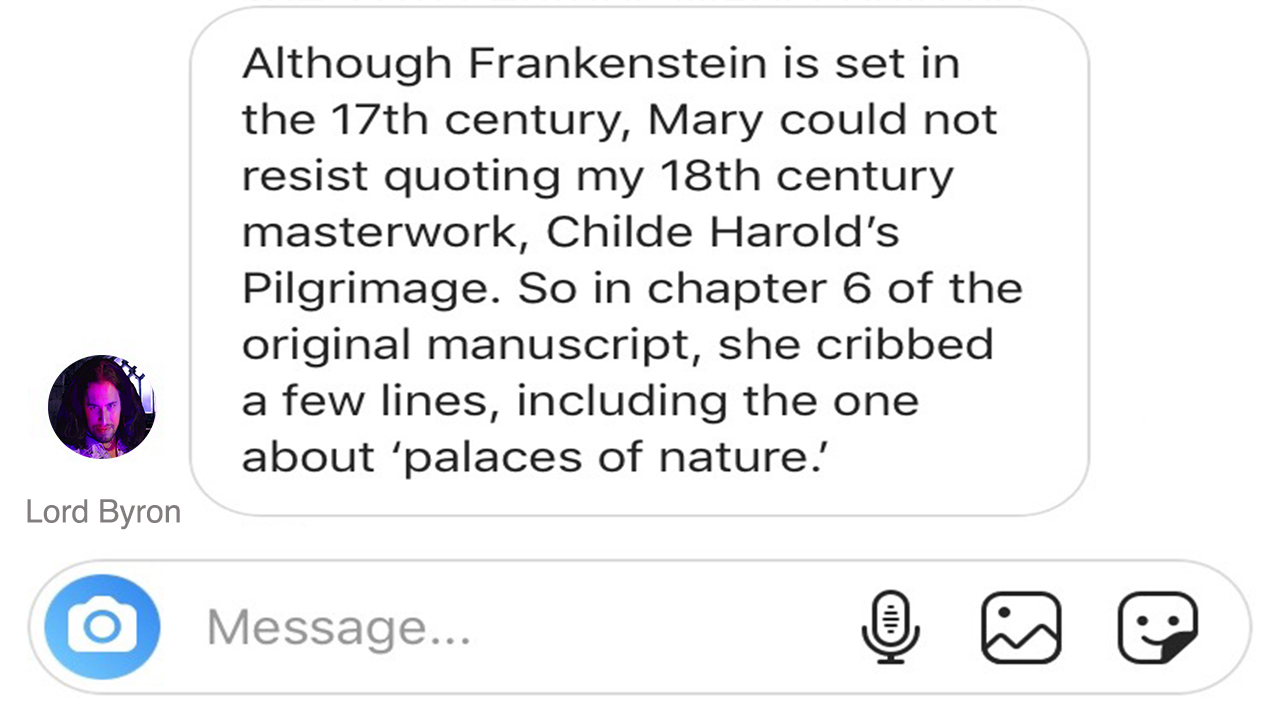 Although Frankenstein is set in
the 17th century, Mary could not
resist quoting my 18th century
masterwork, Childe Harold’s
Pilgrimage. So in chapter 6 of the
original manuscript, she cribbed
a few lines, including the one
about ‘palaces of nature.’
Lord Byron
Message...